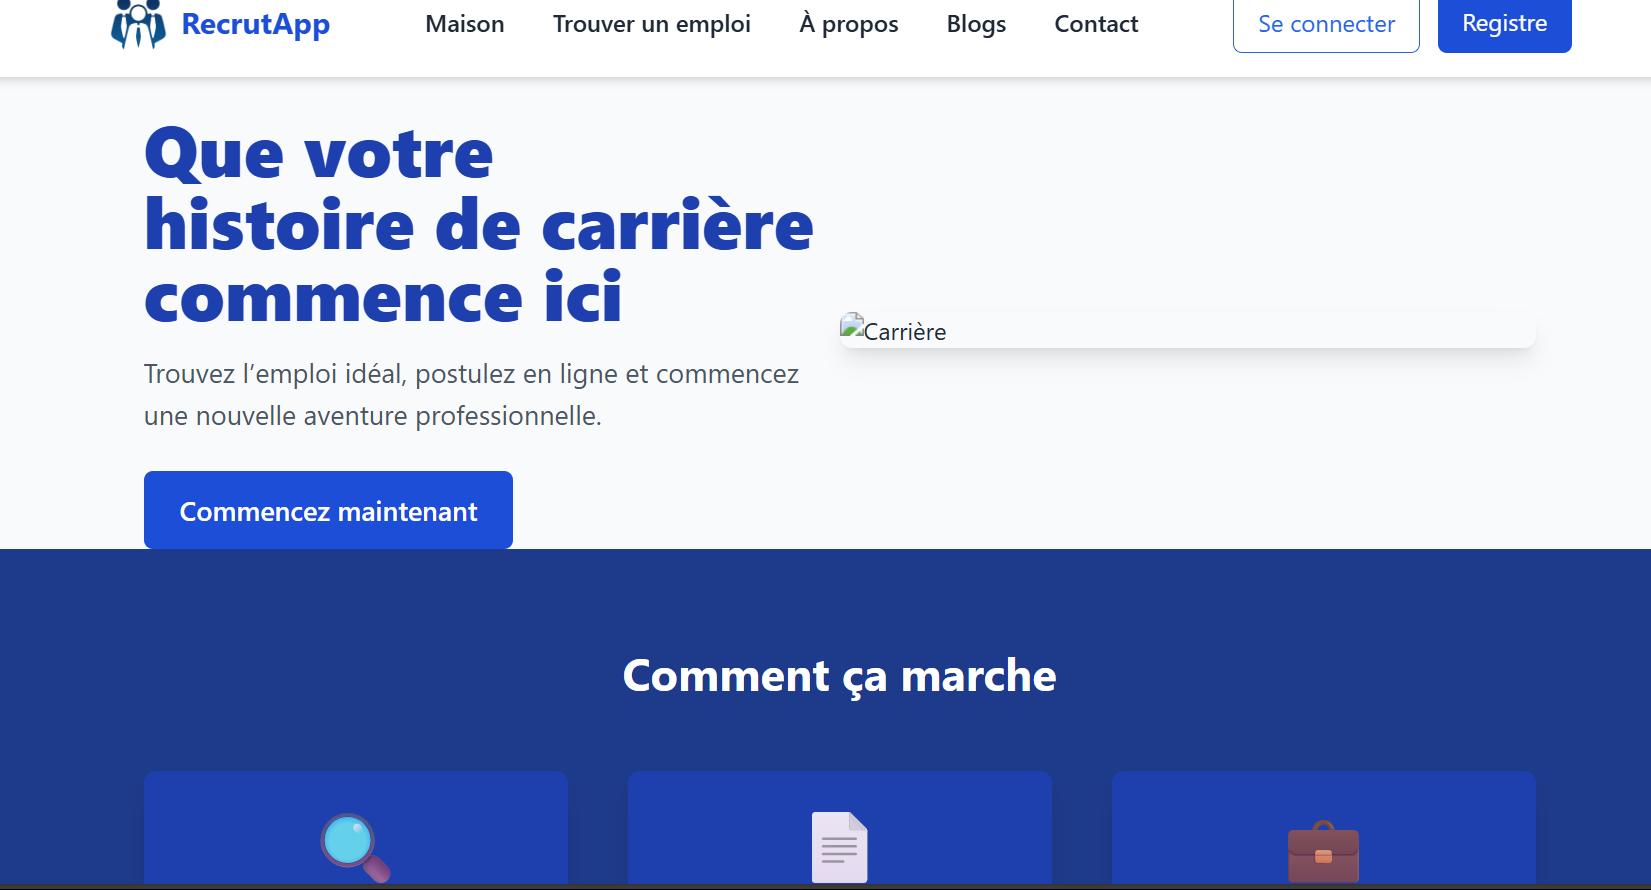 RecrutApp
Maison
Trouver un emploi
À propos
Blogs
Contact
Se connecter
Registre
Que votre
histoire de carrière
commence ici
Trouvez l’emploi idéal, postulez en ligne et commencez
une nouvelle aventure professionnelle.
Carrière
Commencez maintenant
Comment ça marche